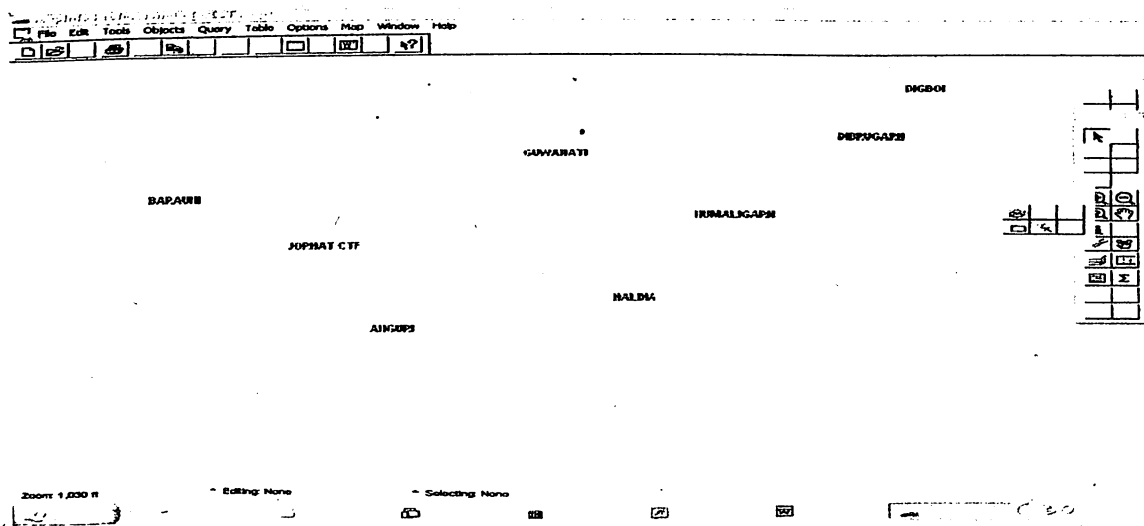 File Edit Tools Objects Query Table Options Map Window Help
DIGBOI
DIBRUGARH
GUWAHATI
BARAUNI
NUMALIGARH
JORHAT CTF
HALDIA
Zoom: 1,030 ft
Editing: None
Selecting: None